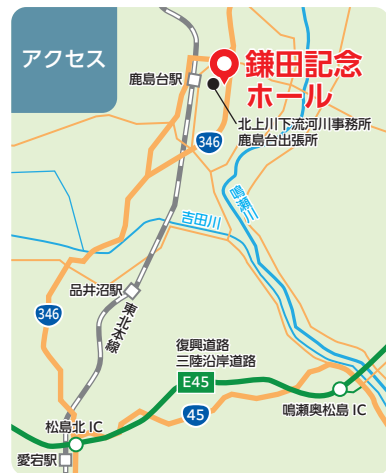 アクセス
鹿島台駅
鎌田記念
ホール
北上川下流河川事務所
鹿島台出張所
346
鳴瀬川
吉田川
品井沼駅
東北本線
346
復興道路
三陸沿岸道路
E45
45
鳴瀬奥松島 IC
松島北 IC
愛宕駅